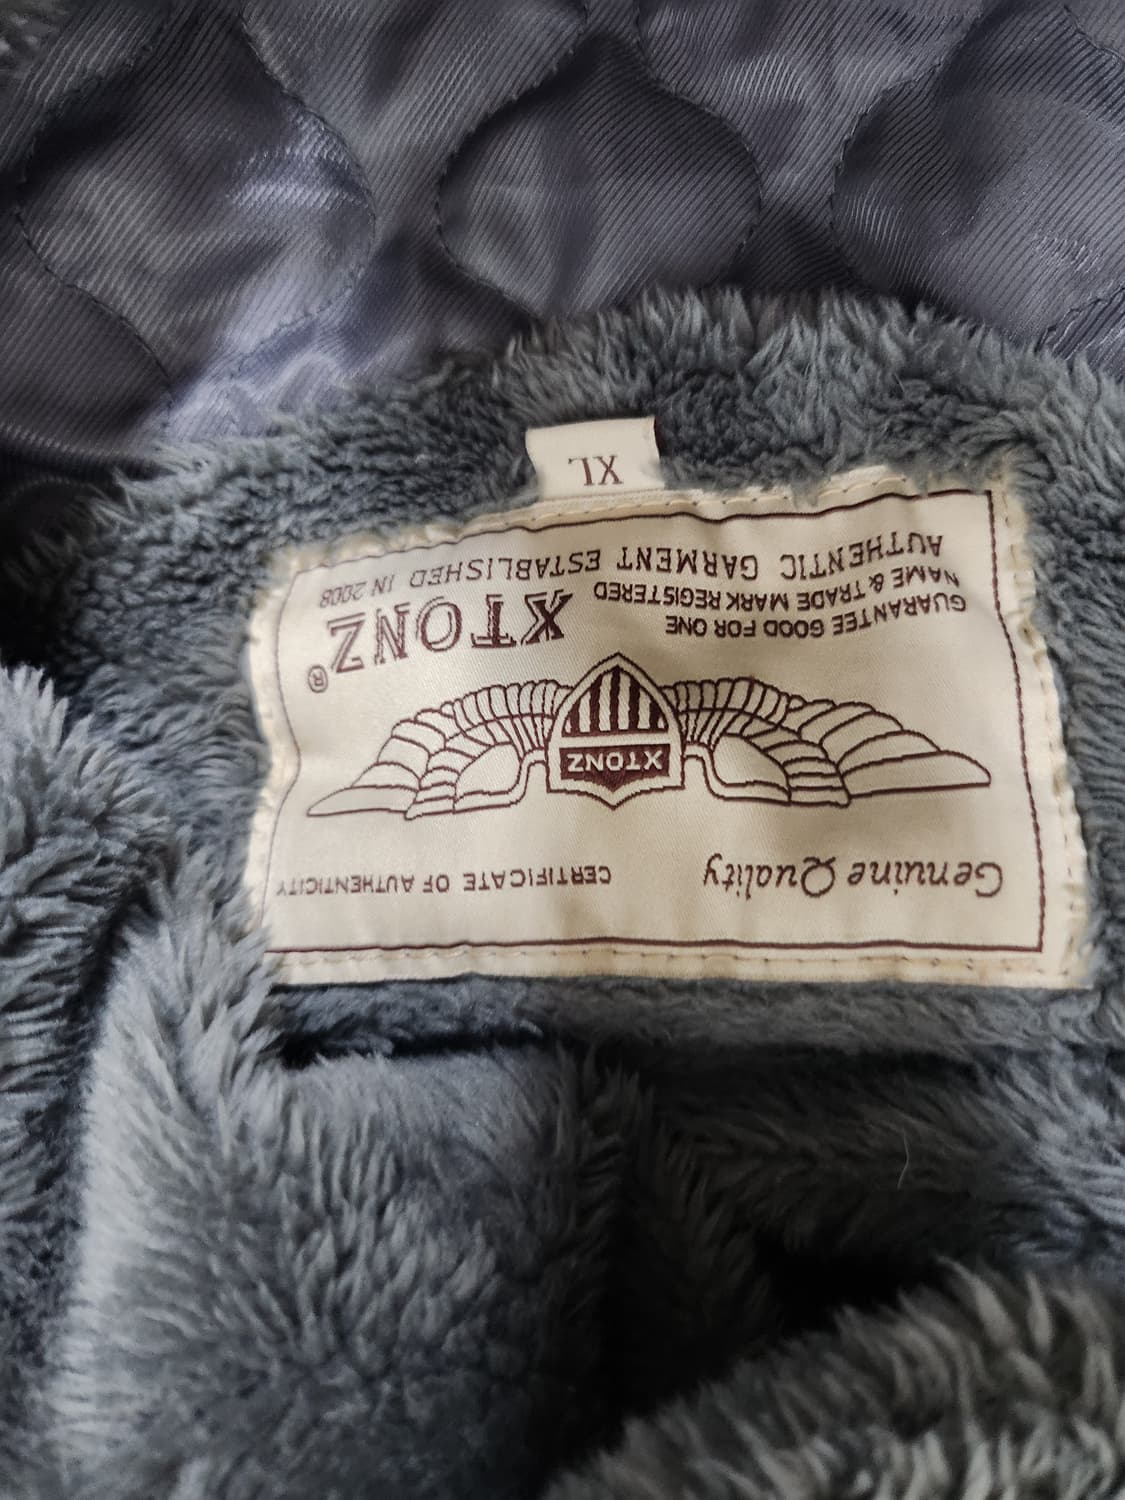 Genuine Quality
CERTIFICATE OF AUTHENTICITY
XTONZ
GUARANTEE GOOD FOR ONE
NAME & TRADE MARK REGISTERED
XTONZ®
AUTHENTIC GARMENT ESTABLISHED IN 2008
XL